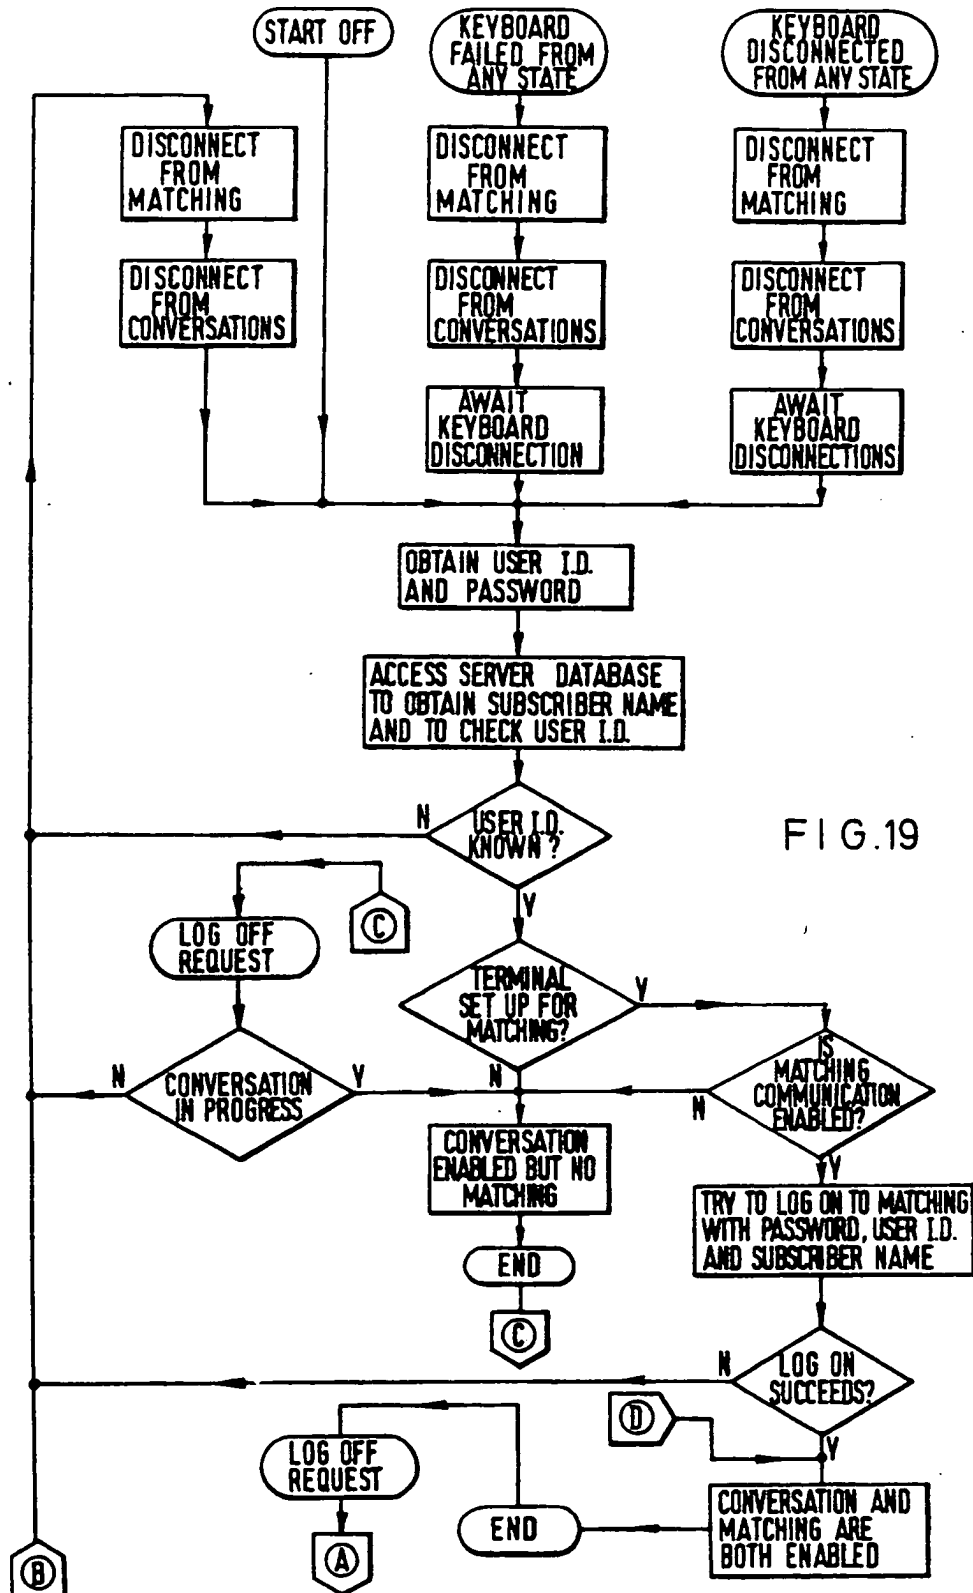 START OFF
KEYBOARD
FAILED FROM
ANY STATE
KEYBOARD
DISCONNECTED
FROM ANY STATE
DISCONNECT
FROM
MATCHING
DISCONNECT
FROM
MATCHING
DISCONNECT
FROM
MATCHING
DISCONNECT
FROM
CONVERSATIONS
DISCONNECT
FROM
CONVERSATIONS
DISCONNECT
FROM
CONVERSATIONS
AWAIT
KEYBOARD
DISCONNECTION
AWAIT
KEYBOARD
DISCONNECTIONS
OBTAIN USER I.D.
AND PASSWORD
ACCESS SERVER DATABASE
TO OBTAIN SUBSCRIBER NAME
AND TO CHECK USER I.D.
N
USER I.D.
KNOWN ?
Y
FIG.19
C
LOG OFF
REQUEST
TERMINAL
SET UP FOR
MATCHING?
Y
N
IS
MATCHING
COMMUNICATION
ENABLED?
N
Y
N
CONVERSATION
IN PROGRESS
Y
CONVERSATION
ENABLED BUT NO
MATCHING
TRY TO LOG ON TO MATCHING
WITH PASSWORD, USER I.D.
AND SUBSCRIBER NAME
END
C
N
LOG ON
SUCCEEDS?
Y
D
LOG OFF
REQUEST
END
CONVERSATION AND
MATCHING ARE
BOTH ENABLED
B
A